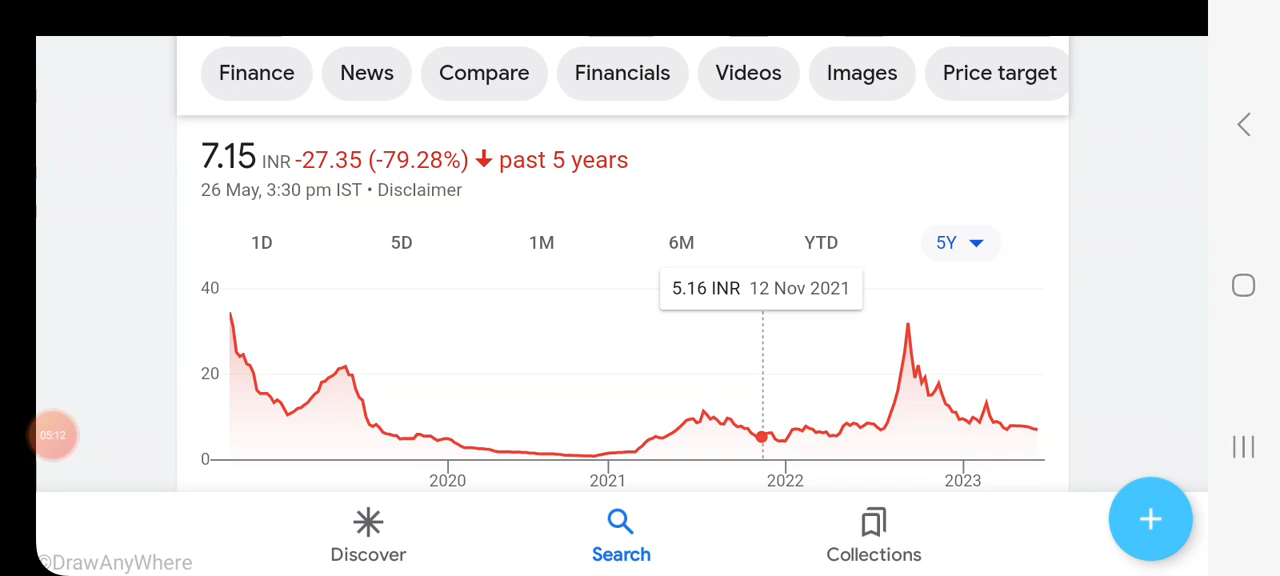 Finance News Compare Financials Videos Images Price target
7.15 INR -27.35 (-79.28%) ↓ past 5 years
26 May, 3:30 pm IST • Disclaimer
1D 5D 1M 6M YTD 5Y
5.16 INR 12 Nov 2021
40
20
0
2020 2021 2022 2023
05:12
Discover Search Collections
©DrawAnyWhere